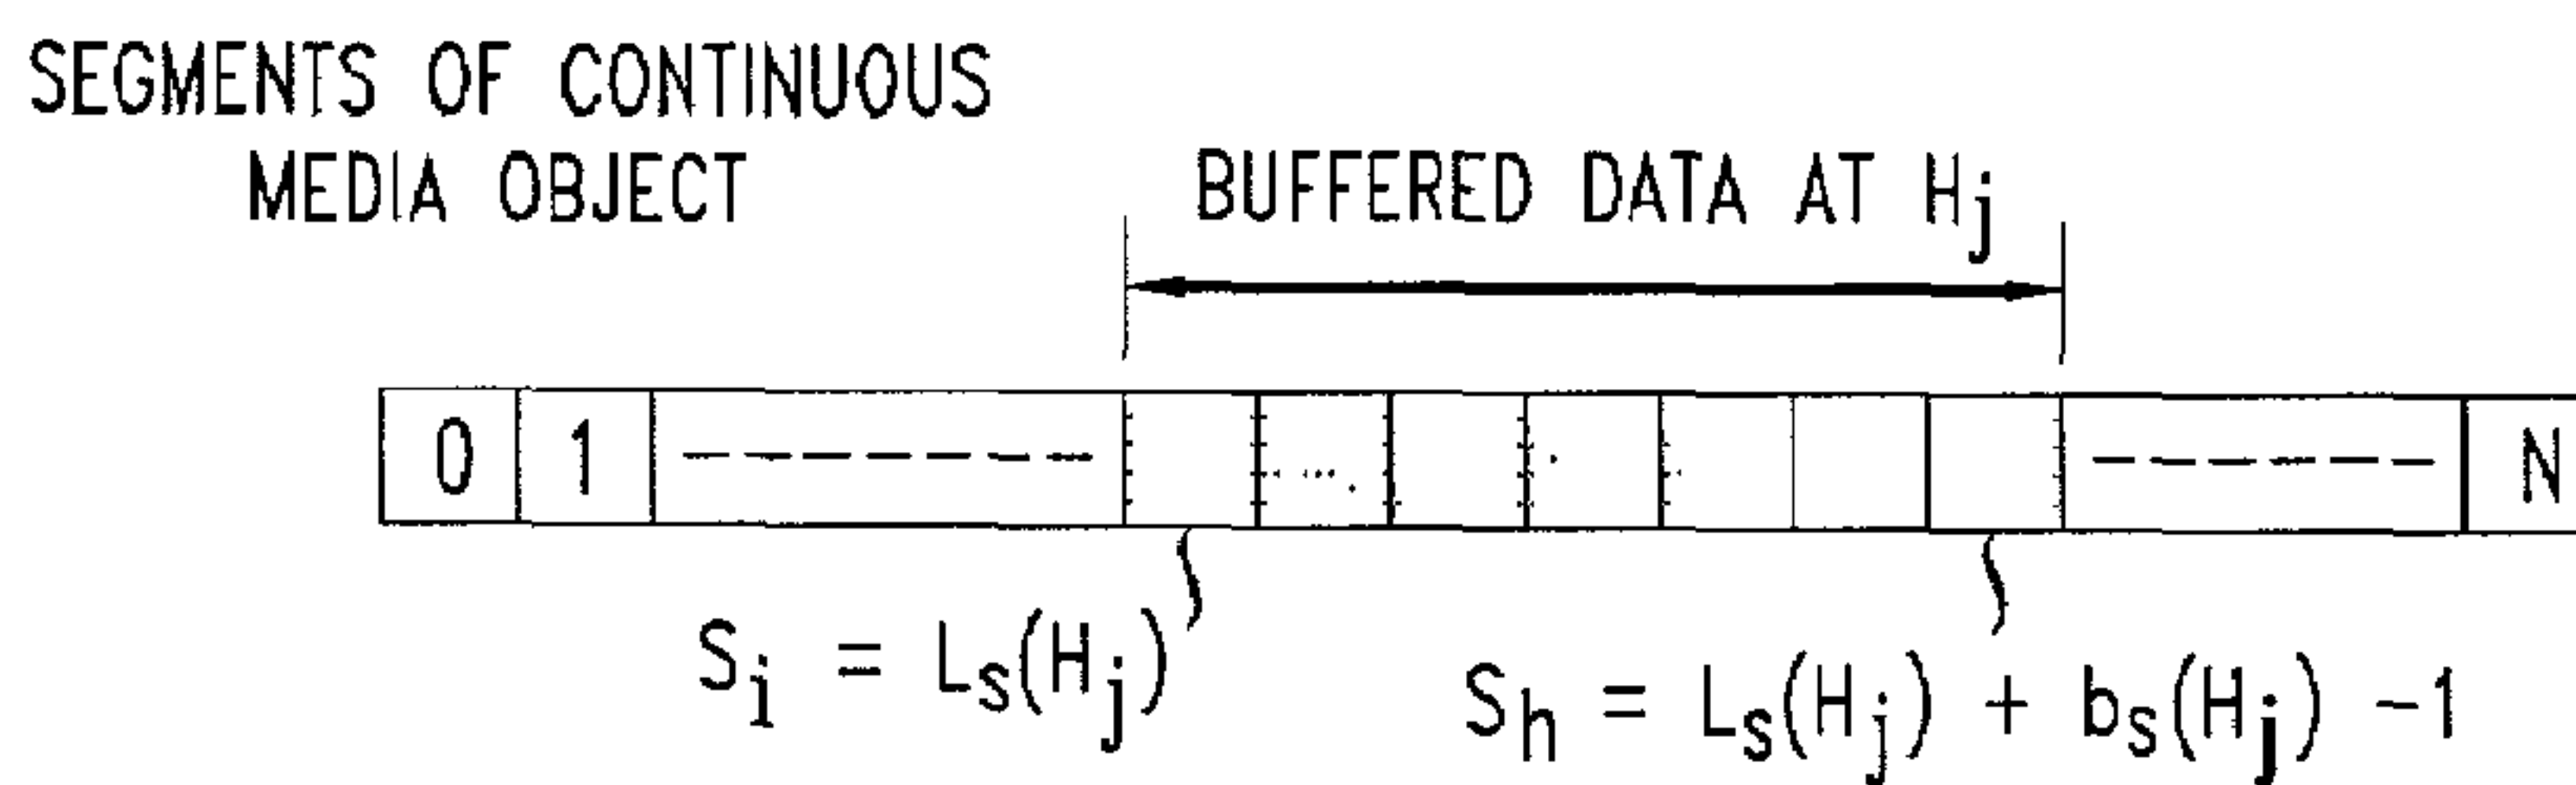 SEGMENTS OF CONTINUOUS
MEDIA OBJECT
BUFFERED DATA AT Hj
0 1 N
Si = Ls(Hj)
Sh = Ls(Hj) + bs(Hj) -1